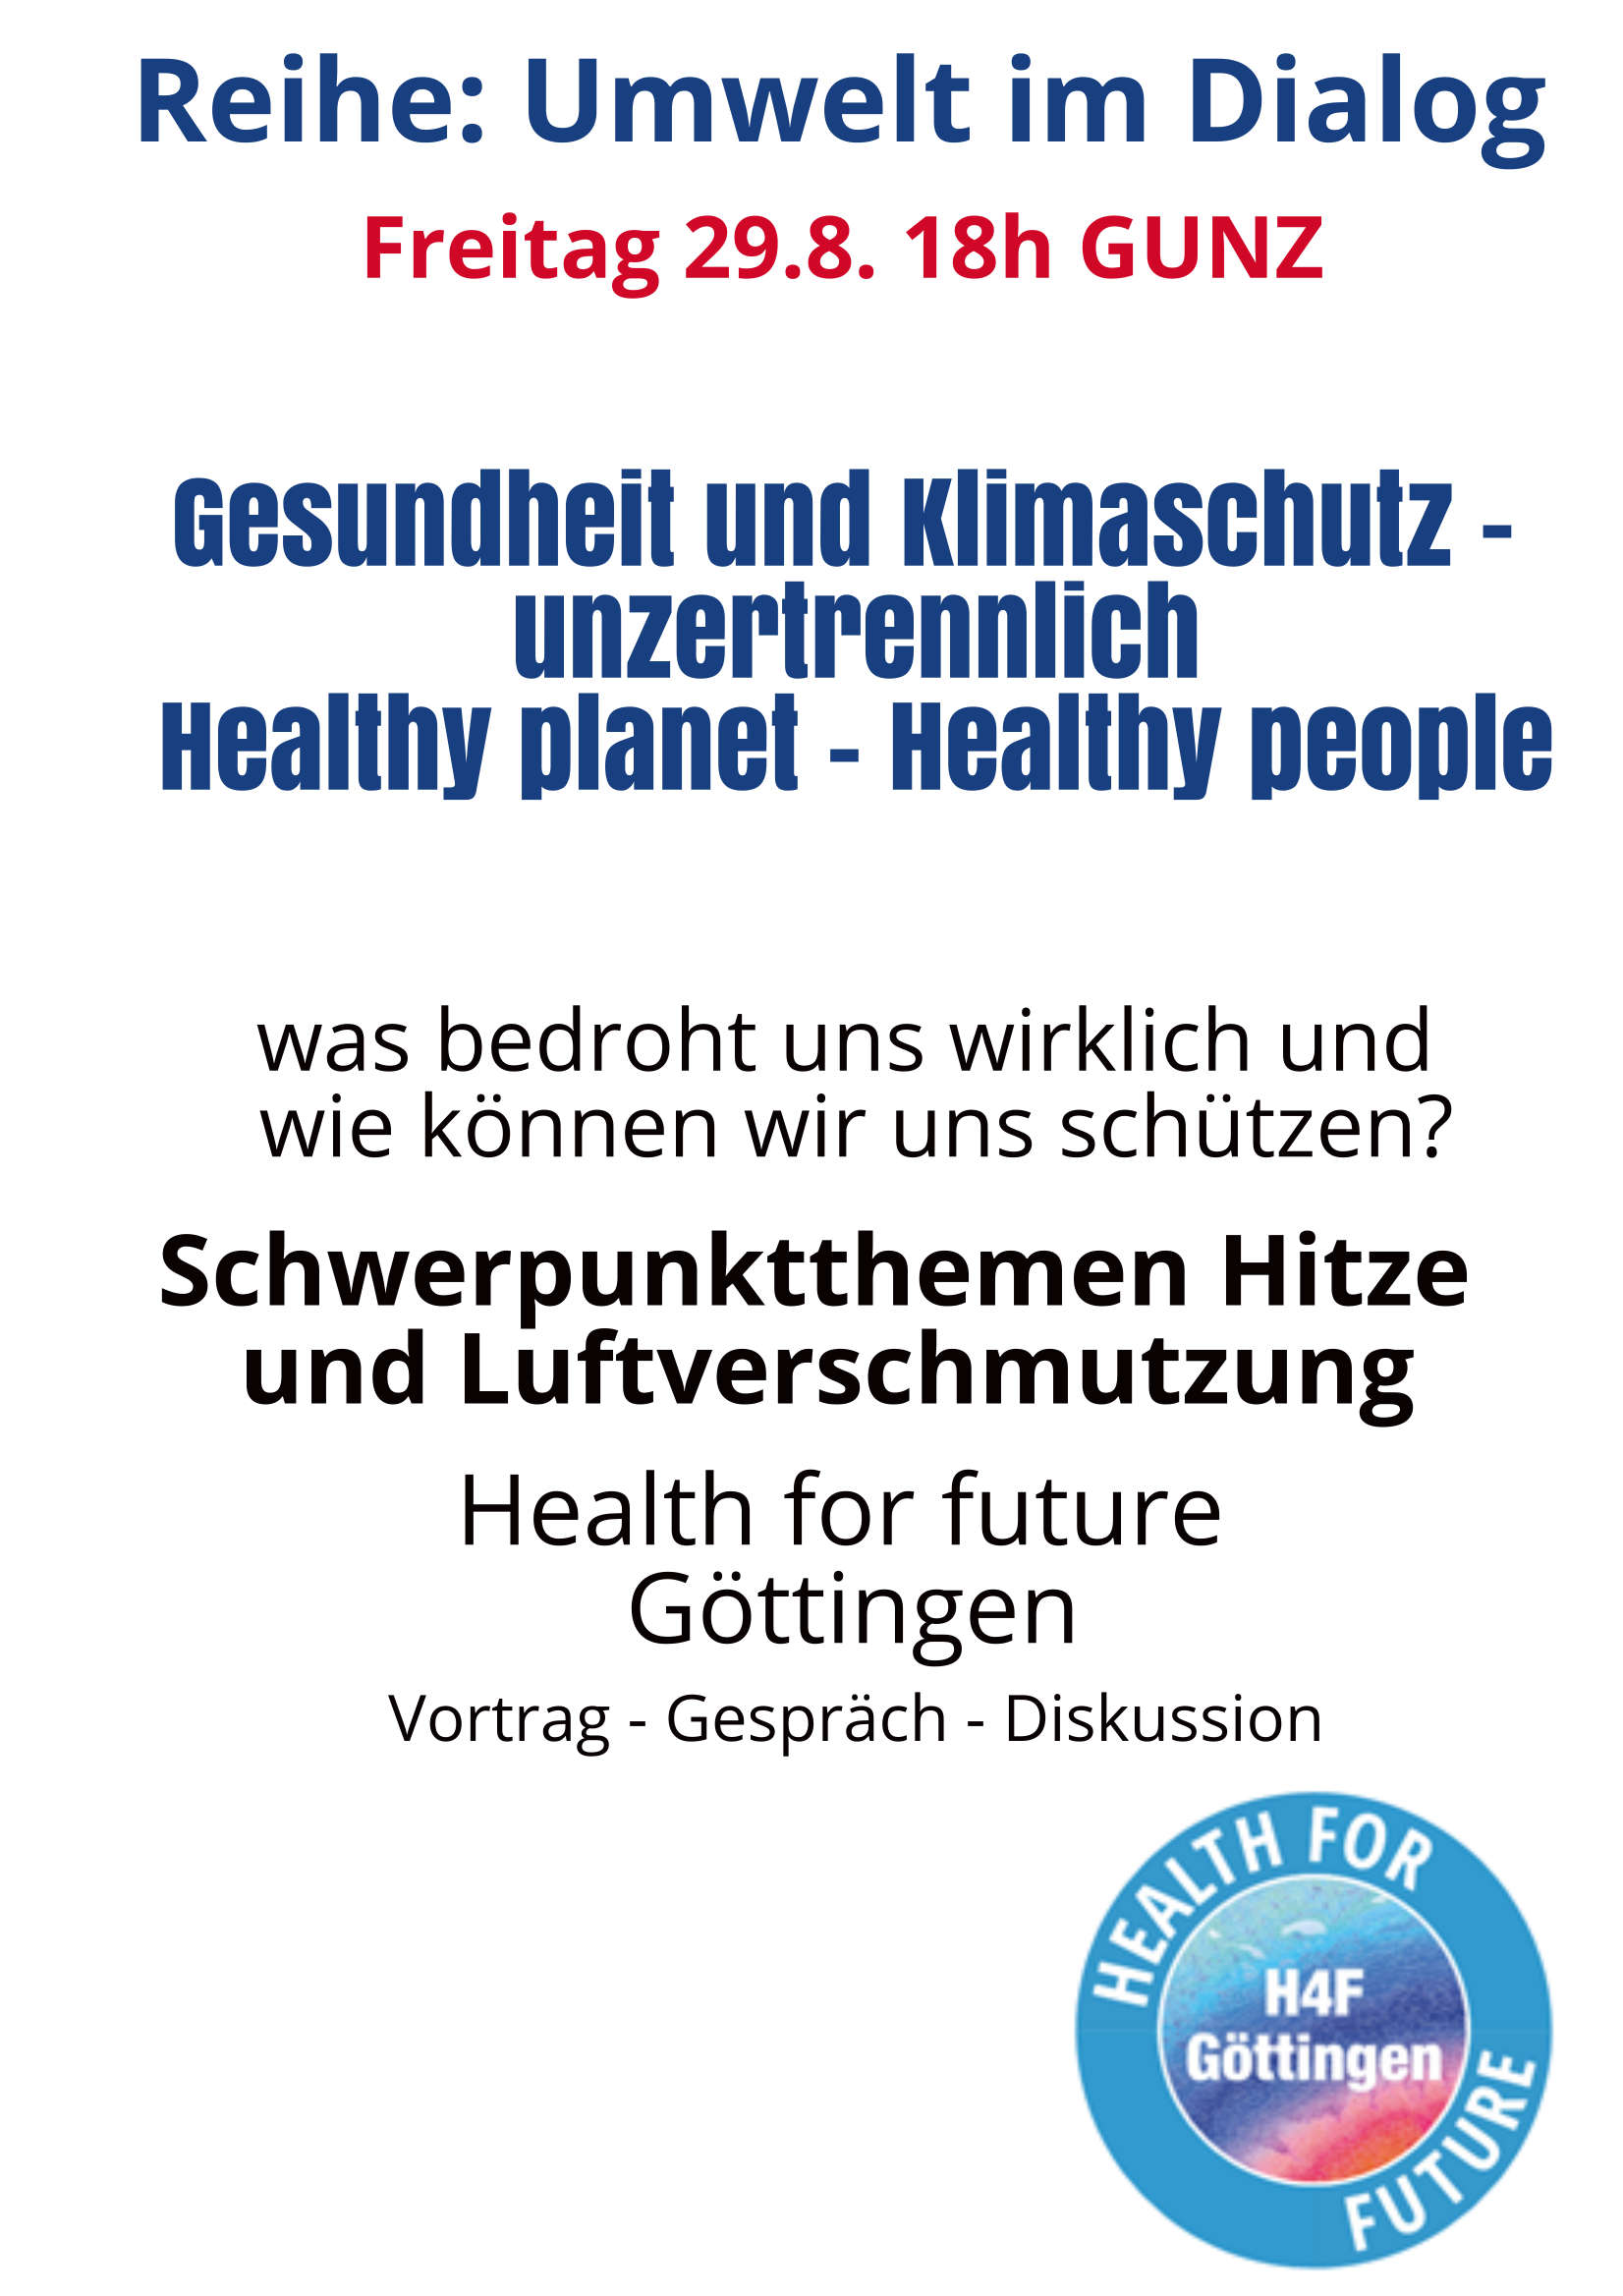 Reihe: Umwelt im Dialog
Freitag 29.8. 18h GUNZ
Gesundheit und Klimaschutz -
unzertrennlich
Healthy planet - Healthy people
was bedroht uns wirklich und
wie können wir uns schützen?
Schwerpunktthemen Hitze
und Luftverschmutzung
Health for future
Göttingen
Vortrag - Gespräch - Diskussion
HEALTH FOR
H4F
Göttingen
FUTURE